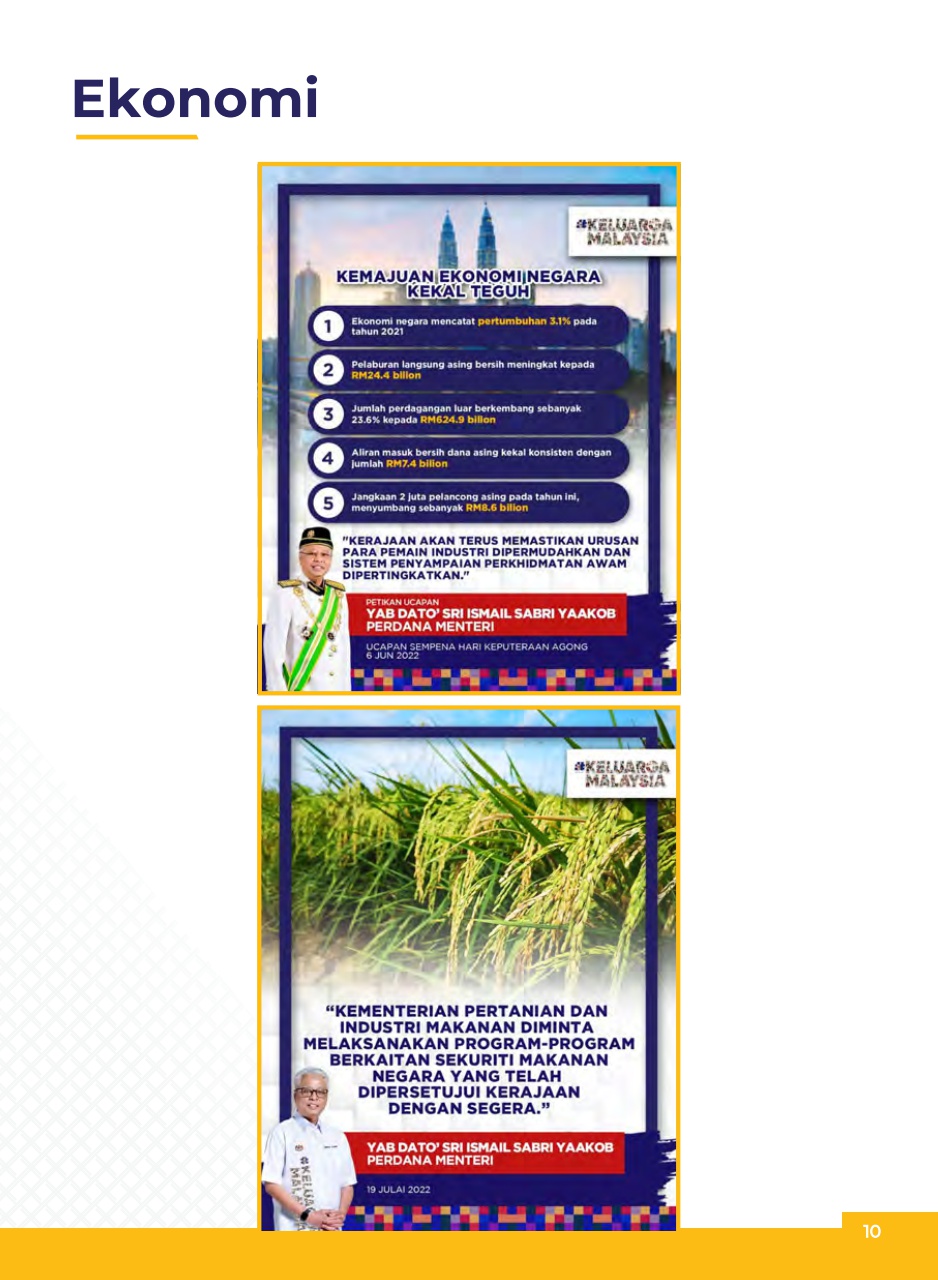 Ekonomi
#KELUARGA
MALAYSIA
KEMAJUAN EKONOMI NEGARA
KEKAL TEGUH
1
Ekonomi negara mencatat pertumbuhan 3.1% pada
tahun 2021
2
Pelaburan langsung asing bersih meningkat kepada
RM24.4 bilion
3
Jumlah perdagangan luar berkembang sebanyak
23.6% kepada RM624.9 bilion
4
Aliran masuk bersih dana asing kekal konsisten dengan
jumlah RM7.4 bilion
5
Jangkaan 2 juta pelancong asing pada tahun ini,
menyumbang sebanyak RM8.6 bilion
"KERAJAAN AKAN TERUS MEMASTIKAN URUSAN
PARA PEMAIN INDUSTRI DIPERMUDAHKAN DAN
SISTEM PENYAMPAIAN PERKHIDMATAN AWAM
DIPERTINGKATKAN."
PETIKAN UCAPAN
YAB DATO' SRI ISMAIL SABRI YAAKOB
PERDANA MENTERI
UCAPAN SEMPENA HARI KEPUTERAAN AGONG
6 JUN 2022
#KELUARGA
MALAYSIA
“KEMENTERIAN PERTANIAN DAN
INDUSTRI MAKANAN DIMINTA
MELAKSANAKAN PROGRAM-PROGRAM
BERKAITAN SEKURITI MAKANAN
NEGARA YANG TELAH
DIPERSETUJUI KERAJAAN
DENGAN SEGERA.”
YAB DATO' SRI ISMAIL SABRI YAAKOB
PERDANA MENTERI
19 JULAI 2022
10